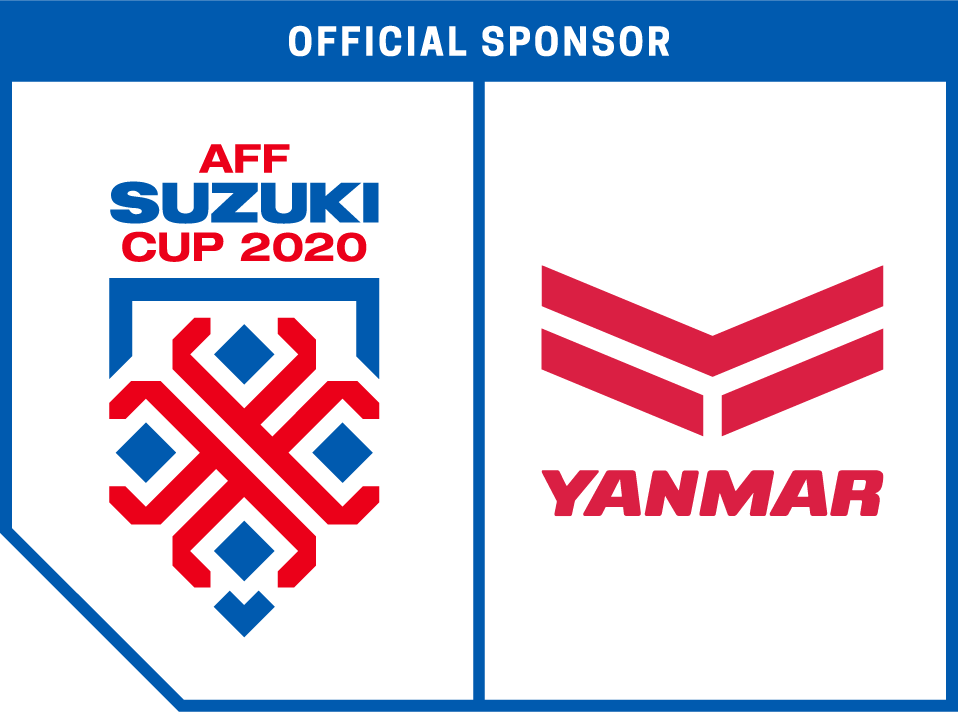 OFFICIAL SPONSOR
AFF
SUZUKI
CUP 2020
YANMAR